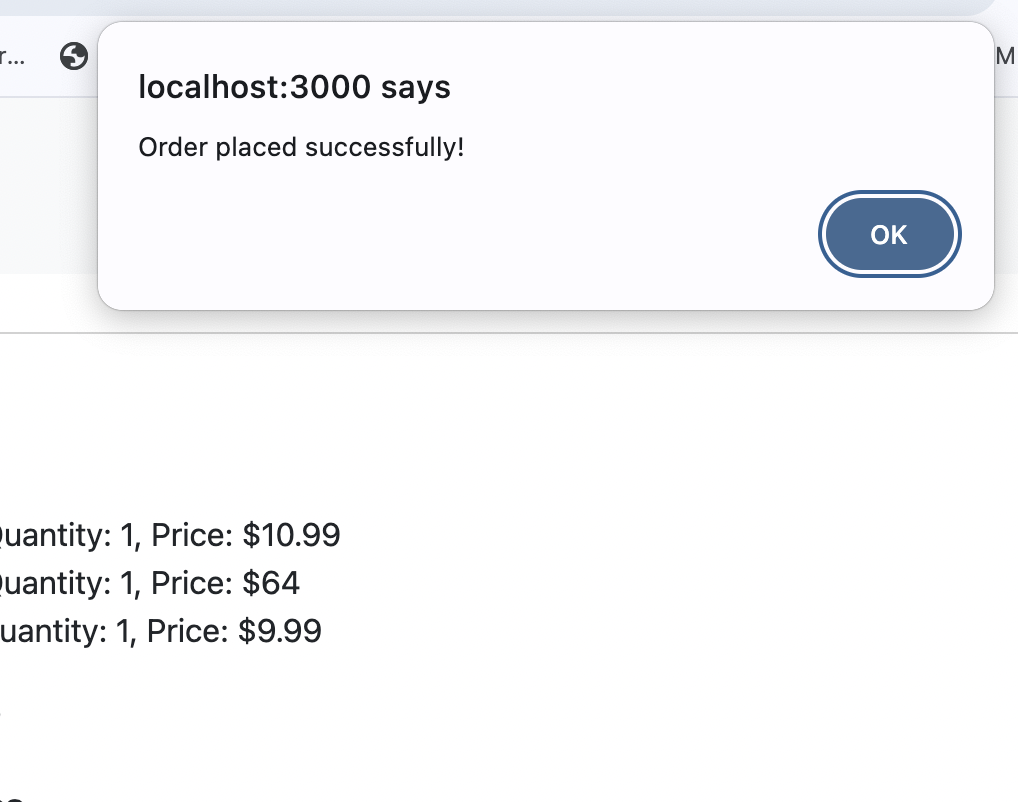 r...
M
localhost:3000 says
Order placed successfully!
OK
Quantity: 1, Price: $10.99
Quantity: 1, Price: $64
uantity: 1, Price: $9.99